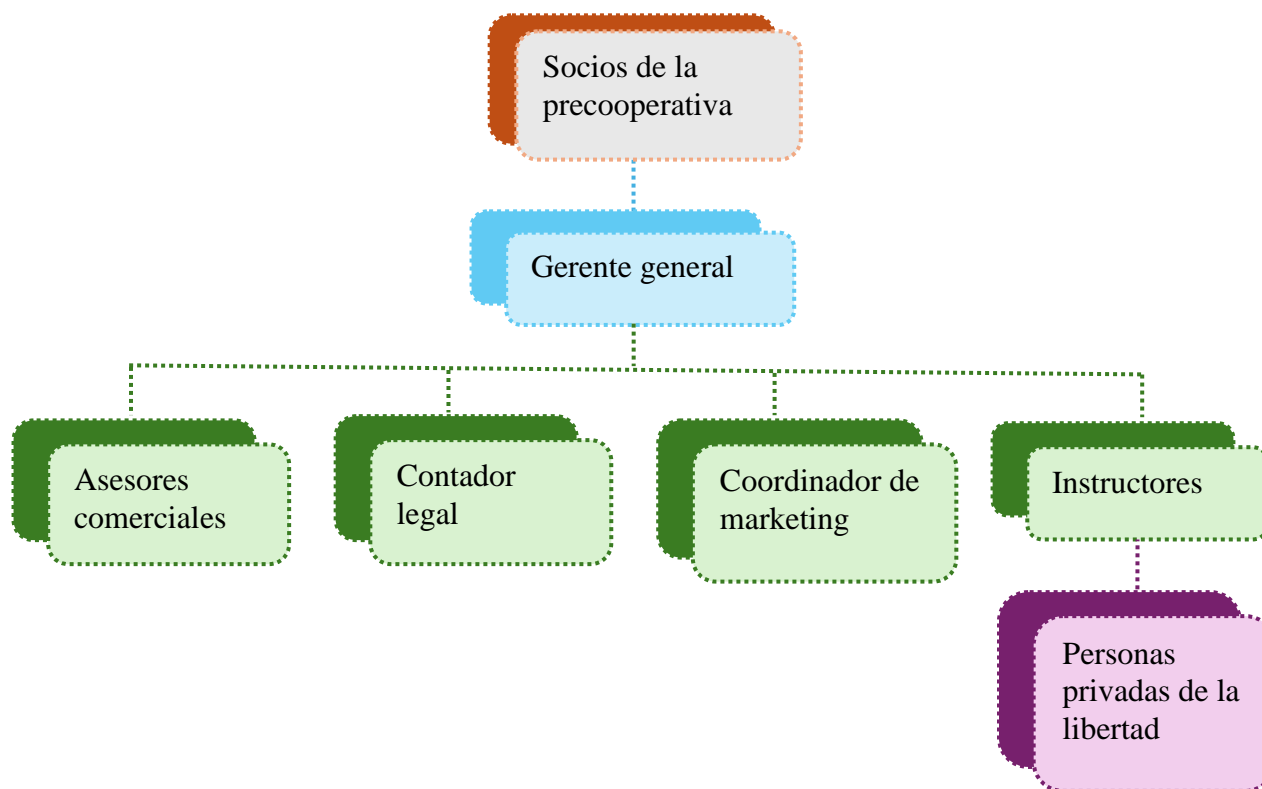 Socios de la
precooperativa
Gerente general
Asesores
comerciales
Contador
legal
Coordinador de
marketing
Instructores
Personas
privadas de la
libertad